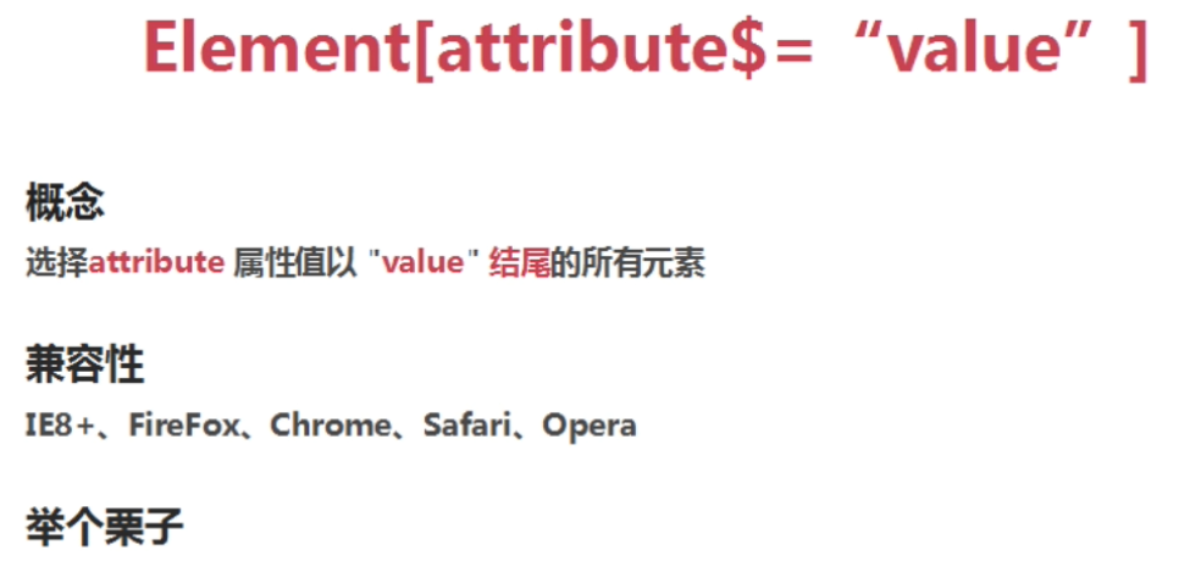 Element[attribute$= “value” ]
概念
选择attribute 属性值以 "value" 结尾的所有元素
兼容性
IE8+、FireFox、Chrome、Safari、Opera
举个栗子